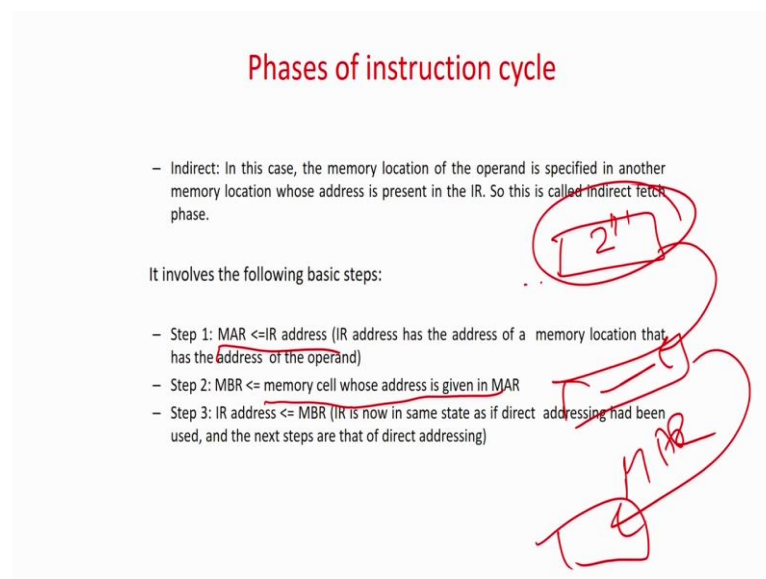 Phases of instruction cycle
– Indirect: In this case, the memory location of the operand is specified in another
memory location whose address is present in the IR. So this is called indirect fetch
phase.
It involves the following basic steps:
– Step 1: MAR <=IR address (IR address has the address of a memory location that
has the address of the operand)
– Step 2: MBR <= memory cell whose address is given in MAR
– Step 3: IR address <= MBR (IR is now in same state as if direct addressing had been
used, and the next steps are that of direct addressing)